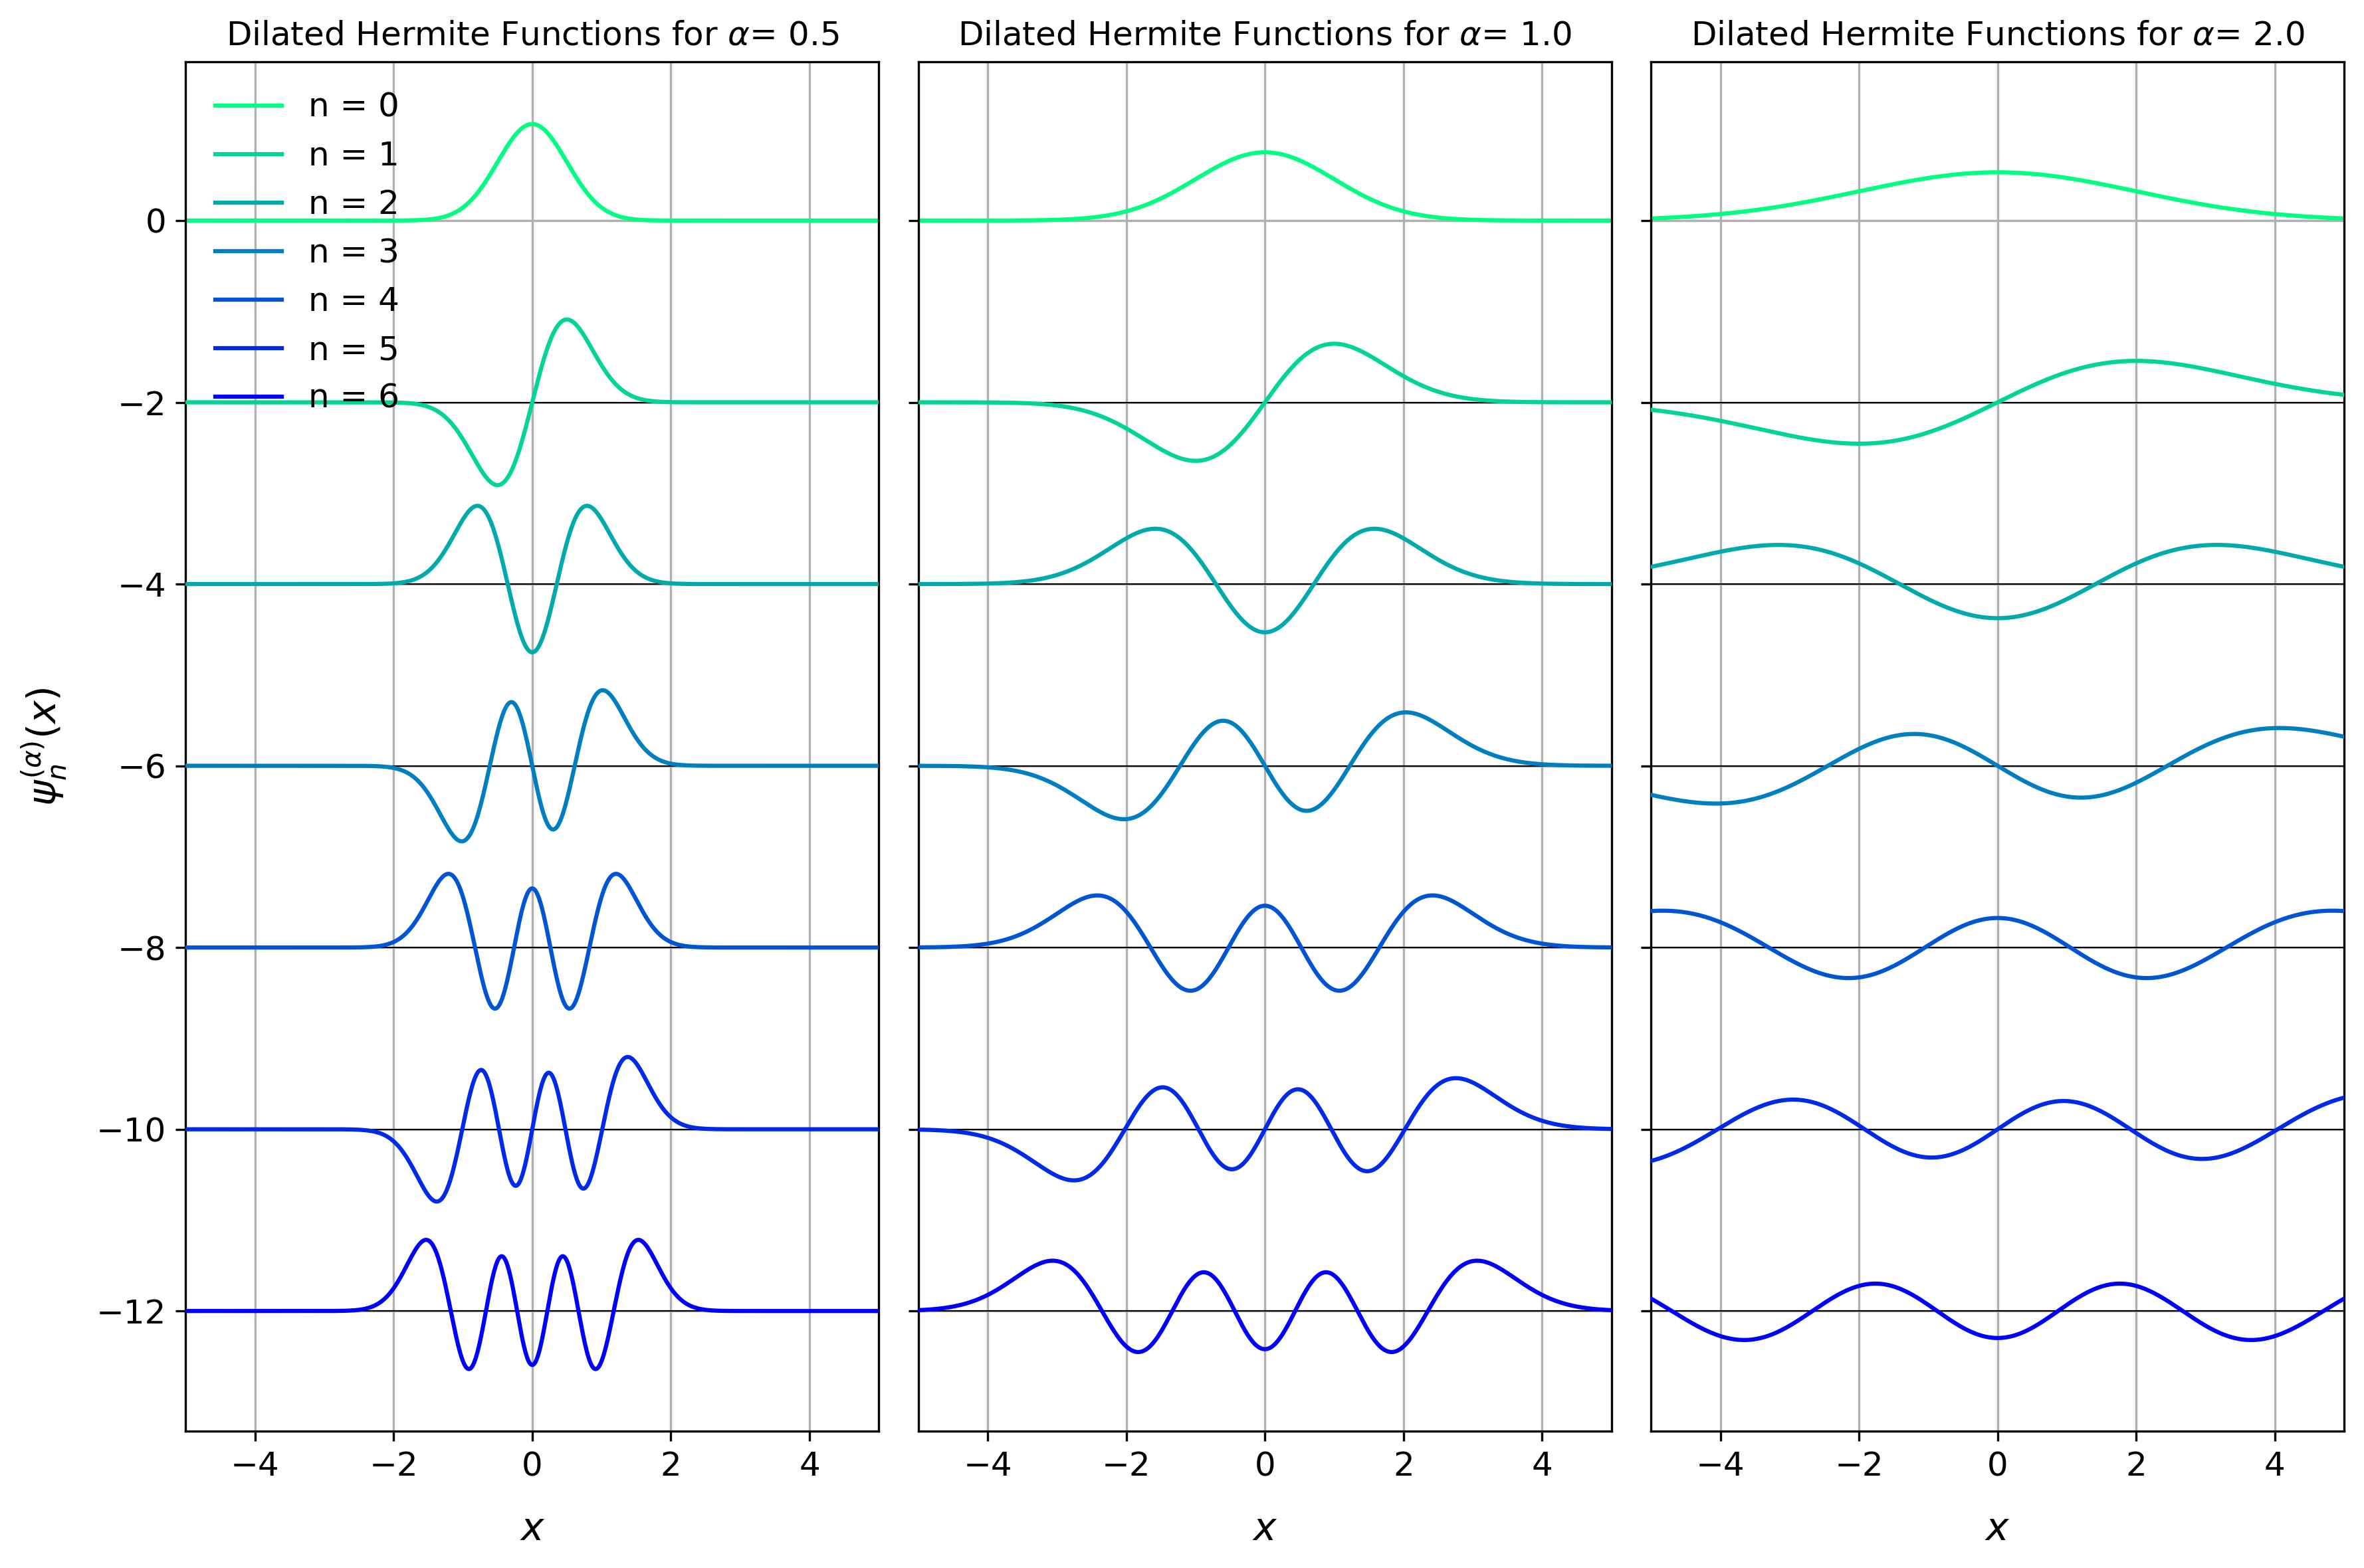 Dilated Hermite Functions for α= 0.5
Dilated Hermite Functions for α= 1.0
Dilated Hermite Functions for α= 2.0
n = 0
n = 1
n = 2
n = 3
n = 4
n = 5
n = 6
0
−2
−4
−6
−8
−10
−12
ψₙ⁽ᵅ⁾(x)
−4 −2 0 2 4
−4 −2 0 2 4
−4 −2 0 2 4
x
x
x